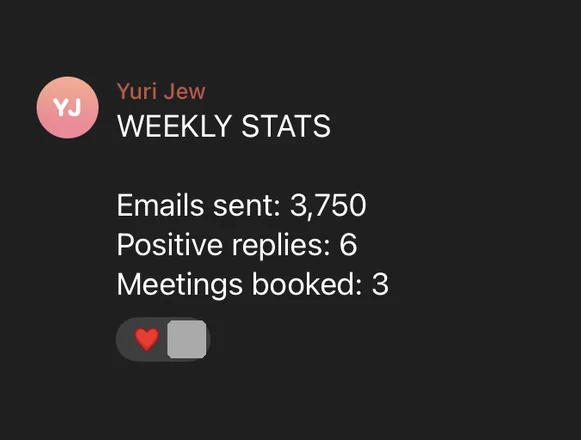 YJ
Yuri Jew
WEEKLY STATS
Emails sent: 3,750
Positive replies: 6
Meetings booked: 3